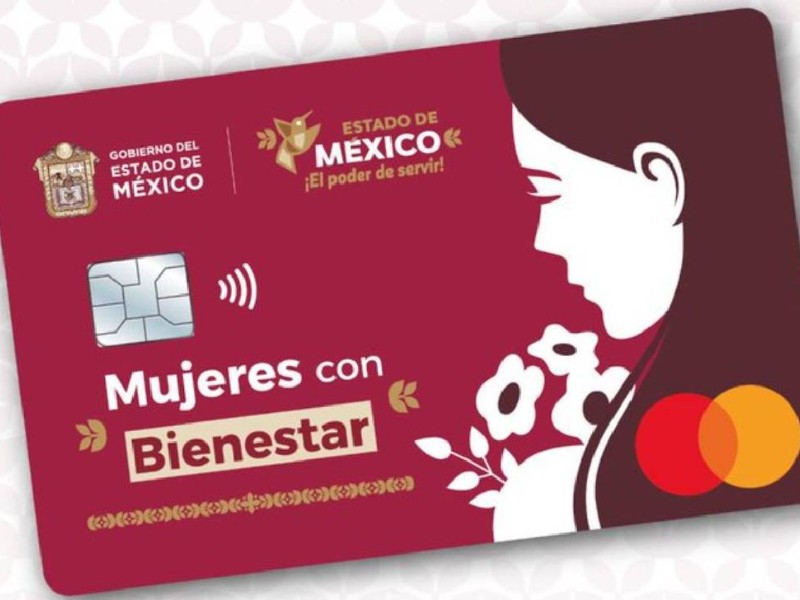 GOBIERNO DEL
ESTADO DE
MÉXICO
ESTADO DE
MÉXICO
¡El poder de servir!
Mujeres con
Bienestar